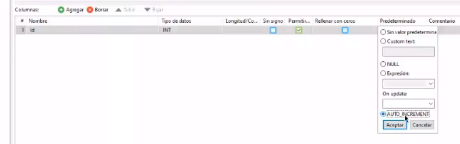 Columnas: Agregar Borrar Subir Bajar
# Nombre Tipo de datos Longitud/Co... Sin signo Permitir... Rellenar con ceros Predeterminado Comentario
1 id INT
Sin valor predetermina
Custom text:
NULL
Expresion:
On update:
AUTO_INCREMENT
Aceptar Cancelar